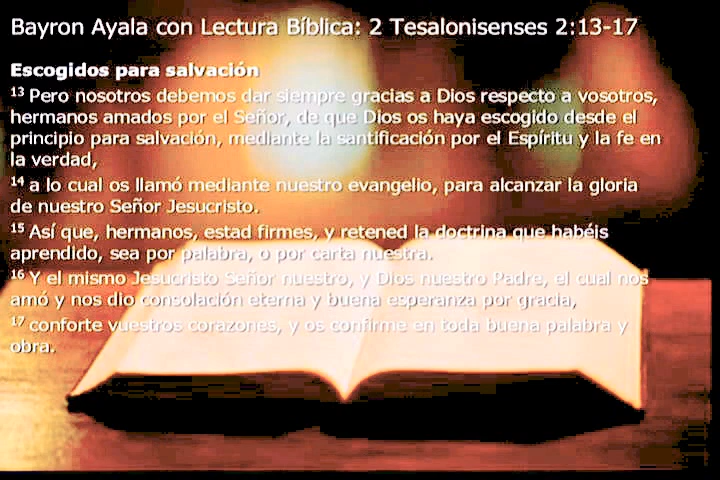 Bayron Ayala con Lectura Bíblica: 2 Tesalonisenses 2:13-17
Escogidos para salvación
13 Pero nosotros debemos dar siempre gracias a Dios respecto a vosotros,
hermanos amados por el Señor, de que Dios os haya escogido desde el
principio para salvación, mediante la santificación por el Espíritu y la fe en
la verdad,
14 a lo cual os llamó mediante nuestro evangelio, para alcanzar la gloria
de nuestro Señor Jesucristo.
15 Así que, hermanos, estad firmes, y retened la doctrina que habéis
aprendido, sea por palabra, o por carta nuestra.
16 Y el mismo Jesucristo Señor nuestro, y Dios nuestro Padre, el cual nos
amó y nos dio consolación eterna y buena esperanza por gracia,
17 conforte vuestros corazones, y os confirme en toda buena palabra y
obra.